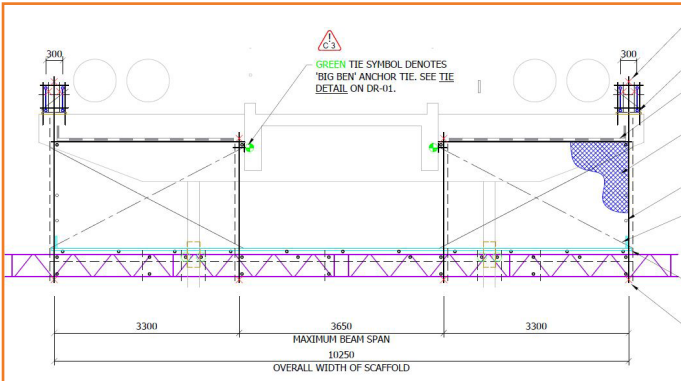 C 3
300
GREEN TIE SYMBOL DENOTES
'BIG BEN' ANCHOR TIE. SEE TIE
DETAIL ON DR-01.
300
3300
3650
3300
MAXIMUM BEAM SPAN
10250
OVERALL WIDTH OF SCAFFOLD